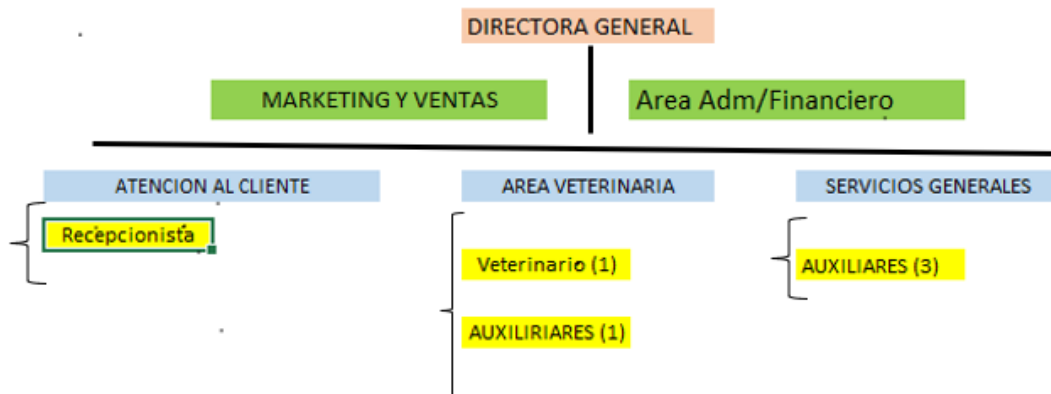 DIRECTORA GENERAL
MARKETING Y VENTAS
Area Adm/Financiero
ATENCION AL CLIENTE
AREA VETERINARIA
SERVICIOS GENERALES
Recepcionista
Veterinario (1)
AUXILIARES (3)
AUXILIRIARES (1)